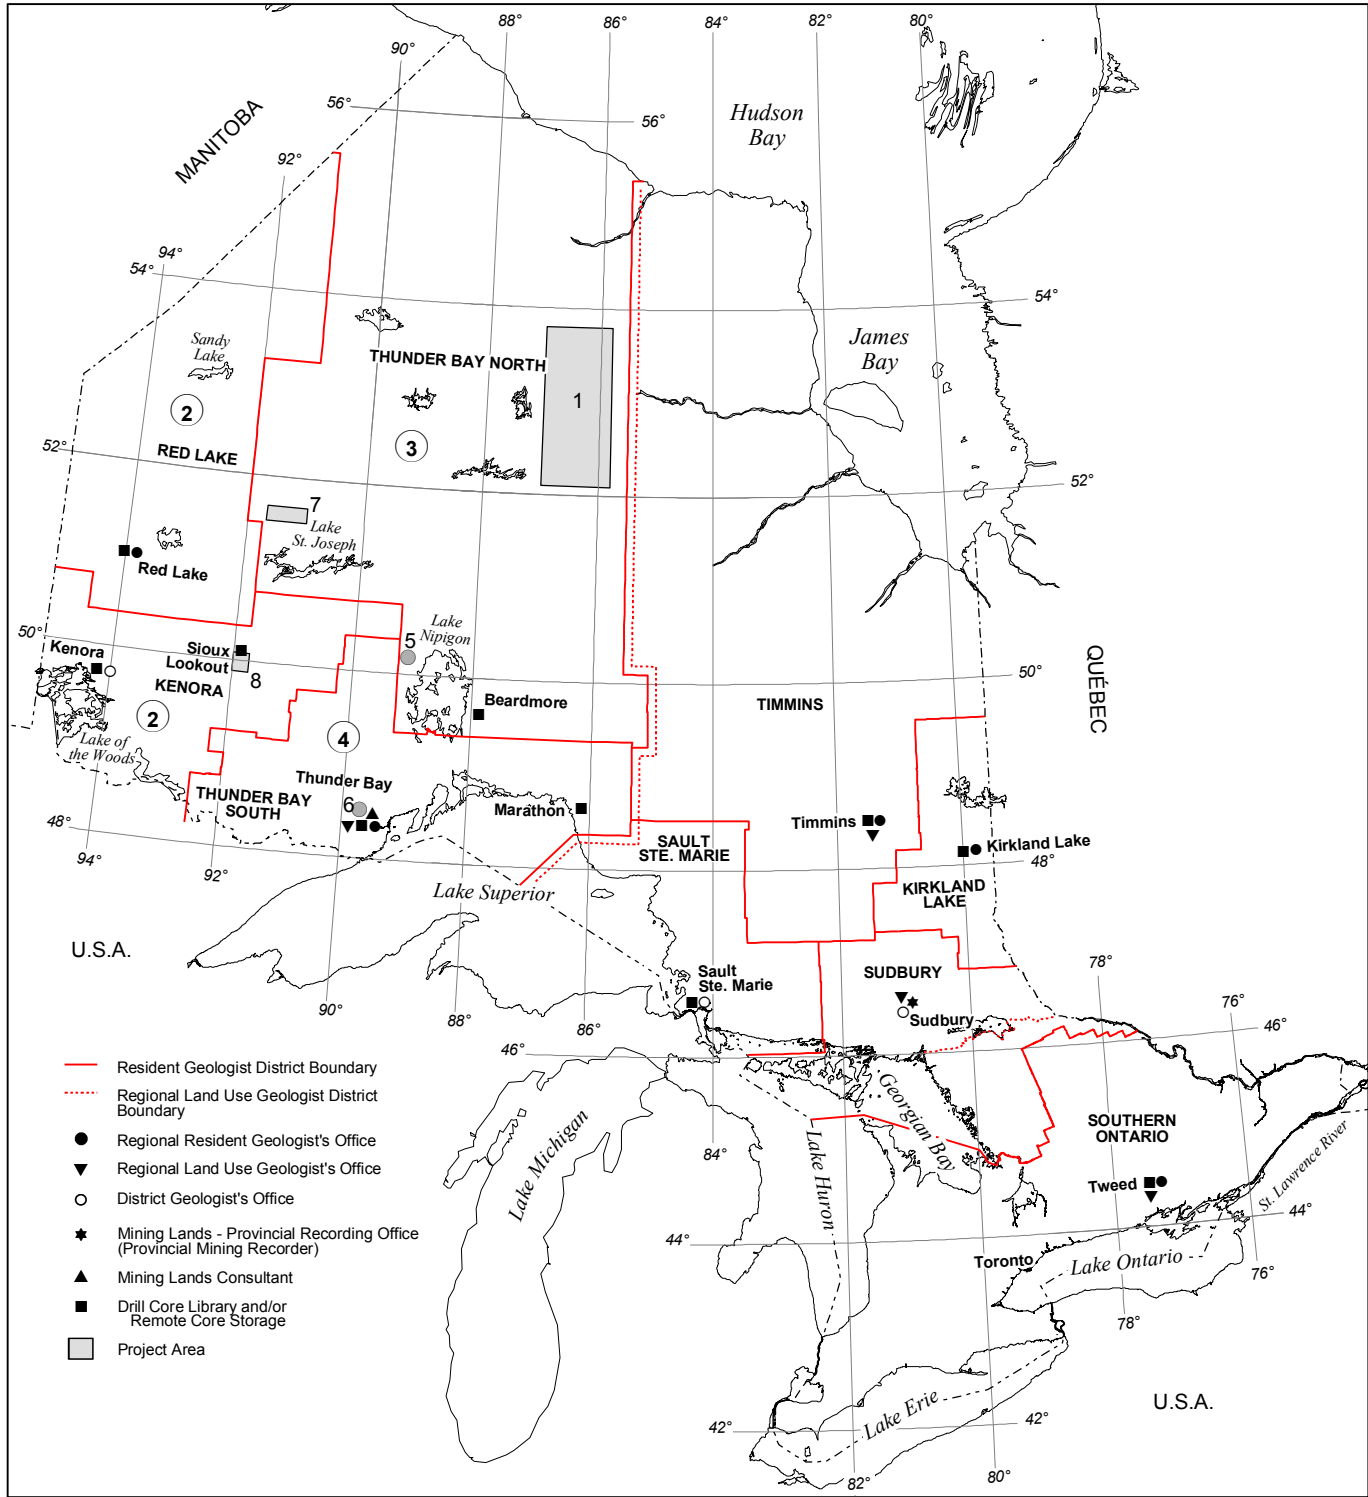 88°
86°
84°
82°
80°
90°
56°
56°
Hudson
Bay
MANITOBA
92°
94°
54°
54°
Sandy
Lake
THUNDER BAY NORTH
James
Bay
1
2
3
52°
RED LAKE
52°
7
Lake
St. Joseph
Red Lake
50°
Kenora
Sioux
Lookout
8
KENORA
5
Lake
Nipigon
50°
QUÉBEC
Beardmore
TIMMINS
2
4
Lake of
the Woods
Thunder Bay
THUNDER BAY
SOUTH
6
Marathon
Timmins
48°
94°
92°
SAULT
STE. MARIE
Kirkland Lake
48°
KIRKLAND
LAKE
Lake Superior
U.S.A.
Sault
Ste. Marie
SUDBURY
Sudbury
78°
76°
90°
88°
86°
46°
46°
Georgian Bay
Lake Michigan
Lake Huron
84°
SOUTHERN
ONTARIO
Tweed
St. Lawrence River
44°
44°
Toronto
Lake Ontario
76°
78°
Lake Erie
42°
42°
82°
80°
U.S.A.
Resident Geologist District Boundary
Regional Land Use Geologist District
Boundary
Regional Resident Geologist's Office
Regional Land Use Geologist's Office
District Geologist's Office
Mining Lands - Provincial Recording Office
(Provincial Mining Recorder)
Mining Lands Consultant
Drill Core Library and/or
Remote Core Storage
Project Area